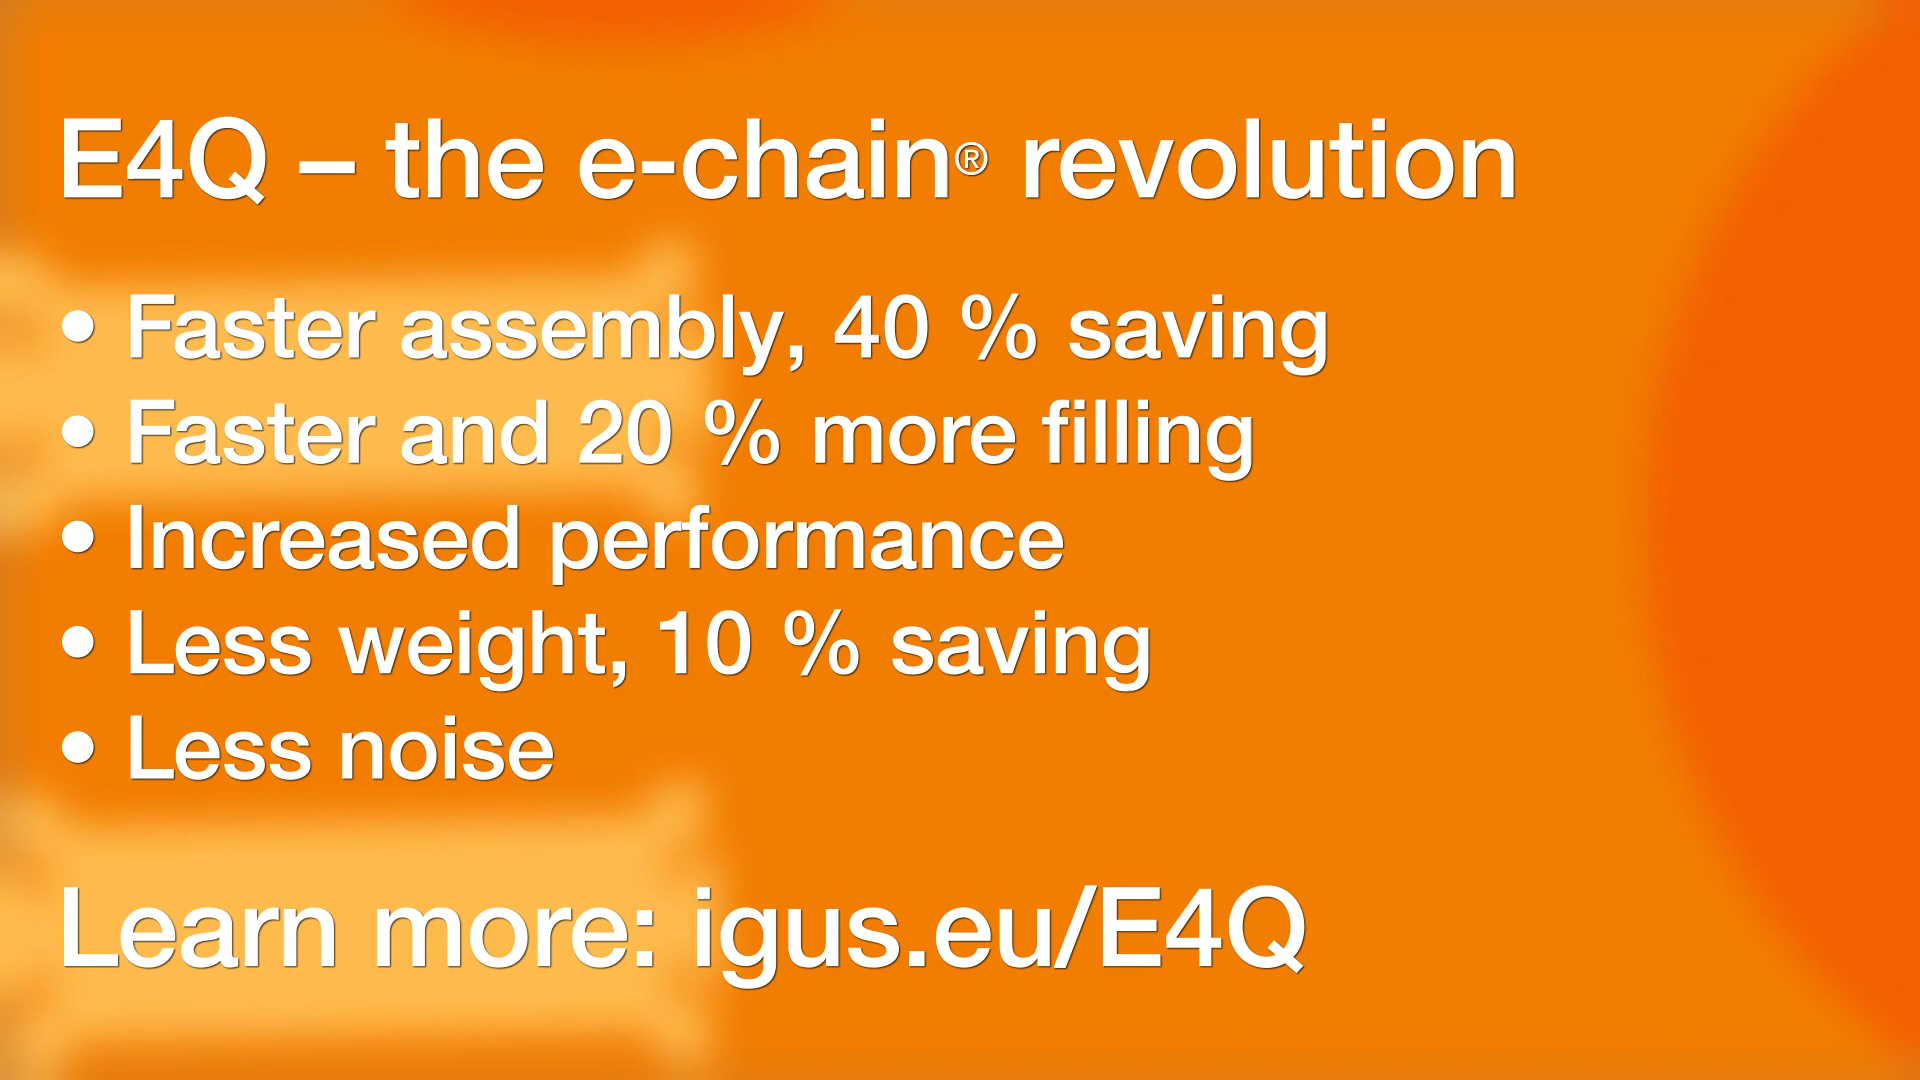 E4Q – the e-chain® revolution
• Faster assembly, 40 % saving
• Faster and 20 % more filling
• Increased performance
• Less weight, 10 % saving
• Less noise
Learn more: igus.eu/E4Q